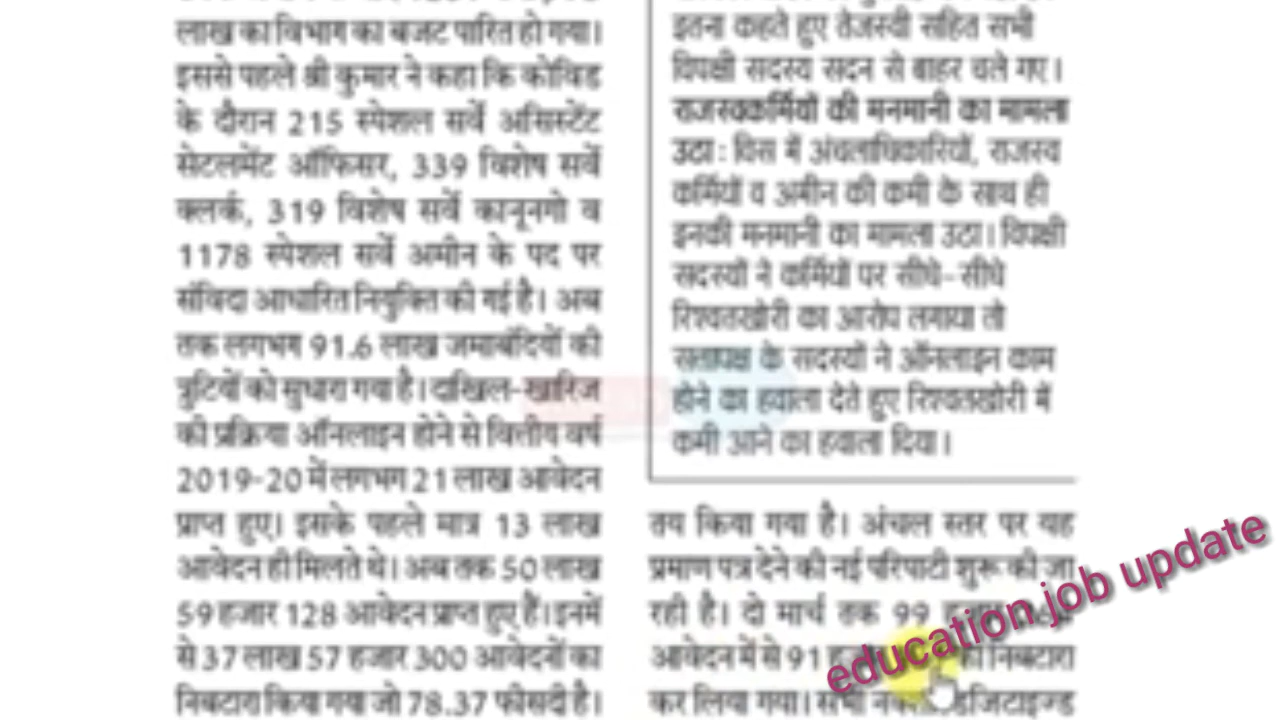 लाख का विभाग का बजट पारित हो गया।
इससे पहले श्री कुमार ने कहा कि कोविड
के दौरान 215 स्पेशल सर्वे असिस्टेंट
सेटलमेंट ऑफिसर, 339 विशेष सर्वे
क्लर्क, 319 विशेष सर्वे कानूनगो व
1178 स्पेशल सर्वे अमीन के पद पर
संविदा आधारित नियुक्ति की गई है। अब
तक लगभग 91.6 लाख जमाबंदियों की
त्रुटियों को सुधारा गया है। दाखिल-खारिज
की प्रक्रिया ऑनलाइन होने से वित्तीय वर्ष
2019-20 में लगभग 21 लाख आवेदन
प्राप्त हुए। इसके पहले मात्र 13 लाख
आवेदन ही मिलते थे। अब तक 50 लाख
59 हजार 128 आवेदन प्राप्त हुए हैं। इनमें
से 37 लाख 57 हजार 300 आवेदनों का
निबटारा किया गया जो 78.37 फीसदी है।
इतना कहते हुए तेजस्वी सहित सभी
विपक्षी सदस्य सदन से बाहर चले गए।
राजस्वकर्मियों की मनमानी का मामला
उठा: विस में अंचलाधिकारियों, राजस्व
कर्मियों व अमीन की कमी के साथ ही
इनकी मनमानी का मामला उठा। विपक्षी
सदस्यों ने कर्मियों पर सीधे-सीधे
रिश्वतखोरी का आरोप लगाया तो
सत्तापक्ष के सदस्यों ने ऑनलाइन काम
होने का हवाला देते हुए रिश्वतखोरी में
कमी आने का हवाला दिया।
तय किया गया है। अंचल स्तर पर यह
प्रमाण पत्र देने की नई परिपाटी शुरू की जा
रही है। दो मार्च तक 99
आवेदन में से 91 का निबटारा
कर लिया गया। सभी
education job update